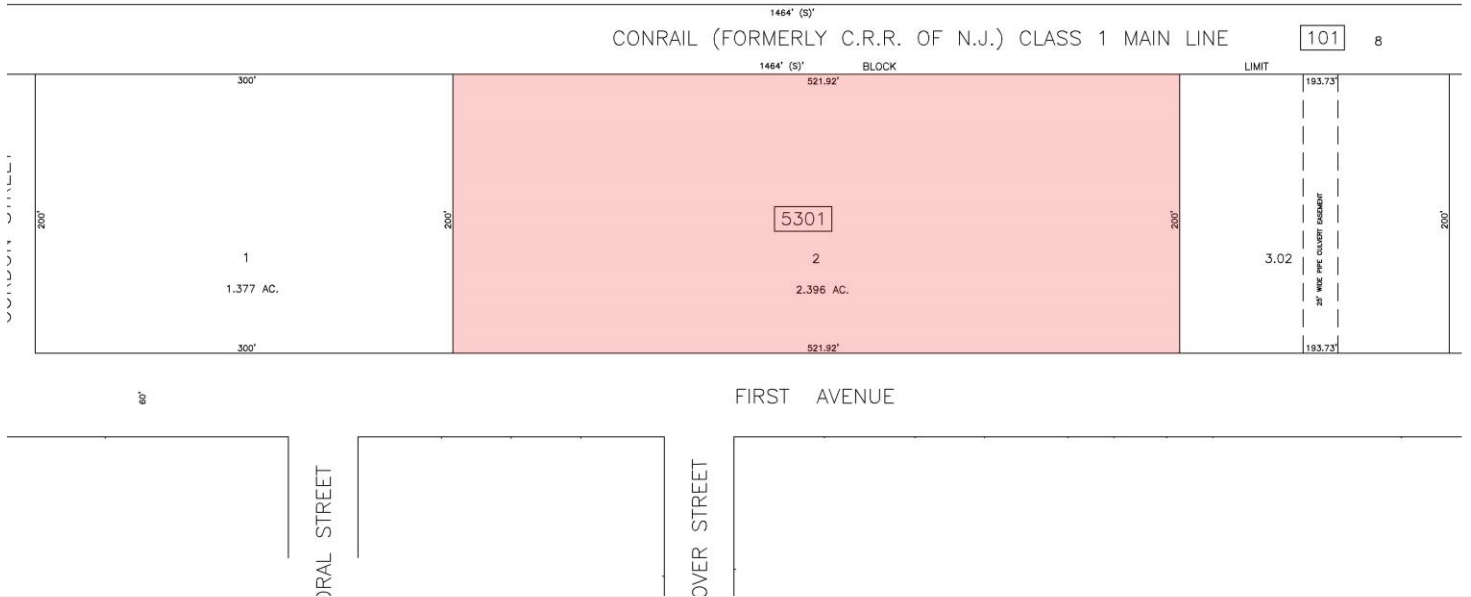 1464' (S)'
CONRAIL (FORMERLY C.R.R. OF N.J.) CLASS 1 MAIN LINE 101 8
1464' (S)' BLOCK LIMIT
300' 521.92' 193.73'
200' 200' 5301 200' 200'
25' WIDE PIPE CULVERT EASEMENT
1 2 3.02
1.377 AC. 2.396 AC.
300' 521.92' 193.73'
60' FIRST AVENUE
STREET STREET